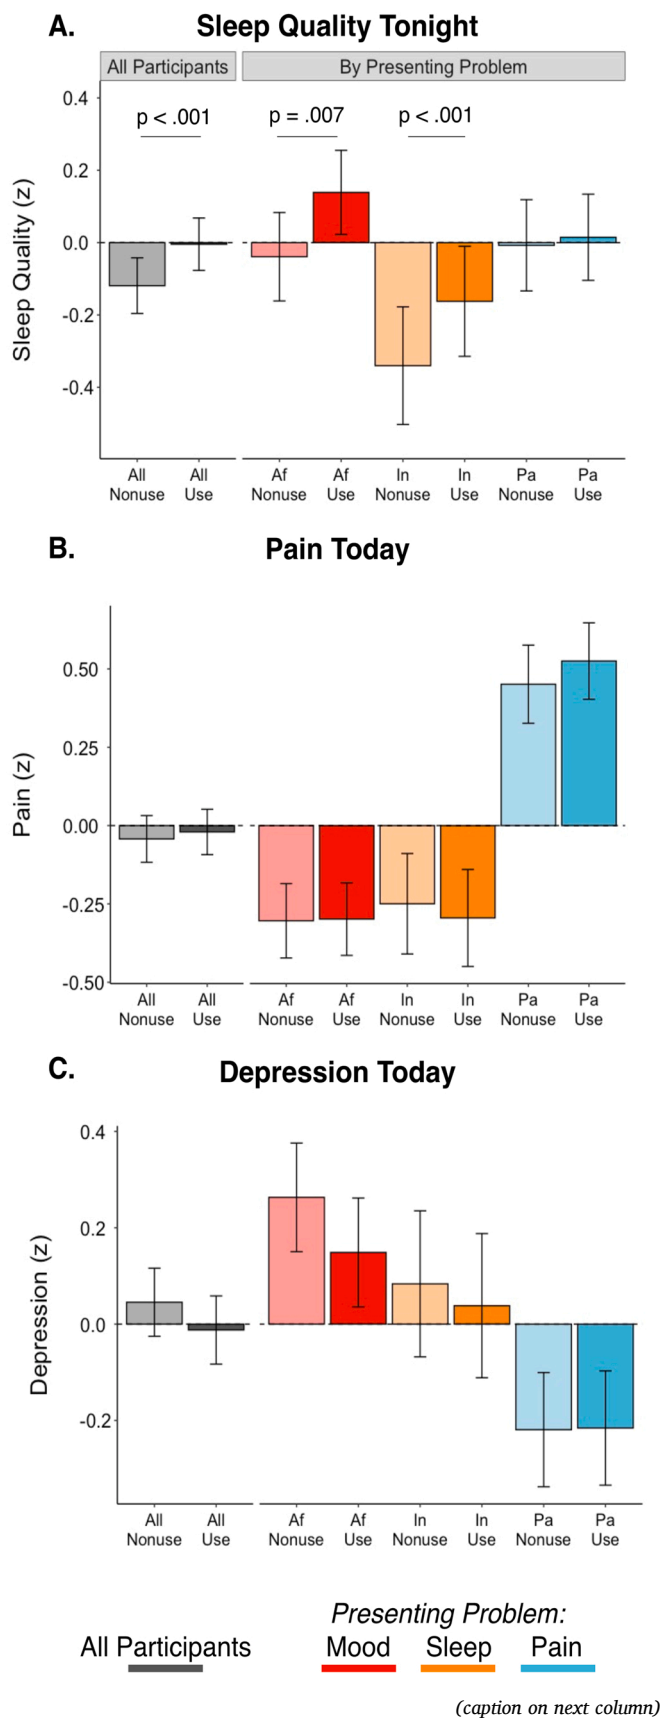 A. Sleep Quality Tonight
All Participants By Presenting Problem
p < .001 p = .007 p < .001
Sleep Quality (z)
0.4
0.2
0.0
-0.2
-0.4
All All Af Af In In Pa Pa
Nonuse Use Nonuse Use Nonuse Use Nonuse Use
B. Pain Today
Pain (z)
0.50
0.25
0.00
-0.25
-0.50
All All Af Af In In Pa Pa
Nonuse Use Nonuse Use Nonuse Use Nonuse Use
C. Depression Today
Depression (z)
0.4
0.2
0.0
-0.2
All All Af Af In In Pa Pa
Nonuse Use Nonuse Use Nonuse Use Nonuse Use
Presenting Problem:
All Participants Mood Sleep Pain
(caption on next column)